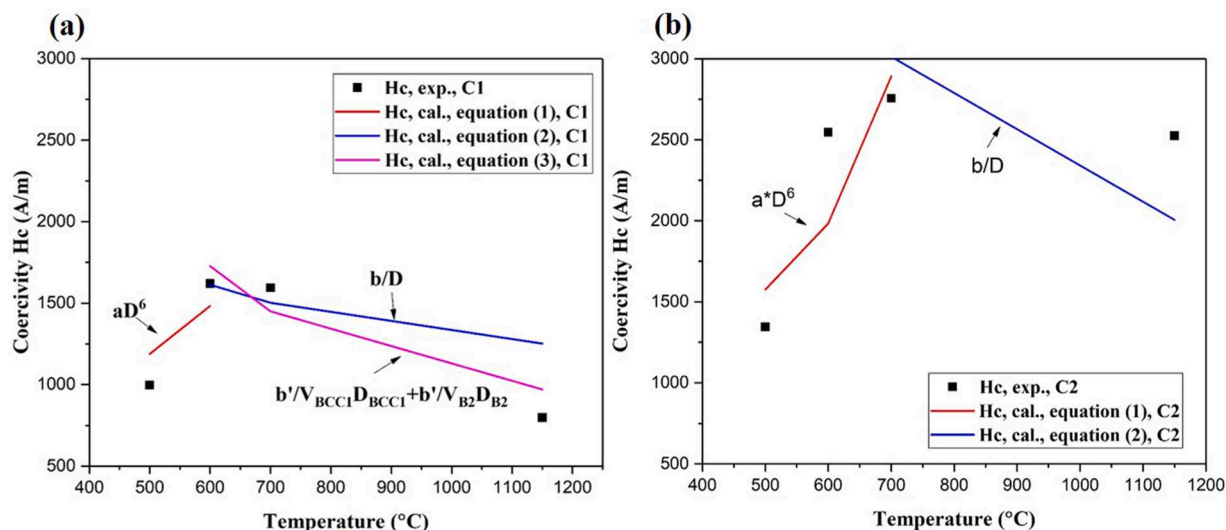 (a)
3000
2500
2000
1500
1000
500
Coercivity Hc (A/m)
Hc, exp., C1
Hc, cal., equation (1), C1
Hc, cal., equation (2), C1
Hc, cal., equation (3), C1
aD⁶
b/D
b'/V_BCC1D_BCC1+b'/V_B2D_B2
400 500 600 700 800 900 1000 1100 1200
Temperature (°C)
(b)
3000
2500
2000
1500
1000
500
Coercivity Hc (A/m)
a*D⁶
b/D
Hc, exp., C2
Hc, cal., equation (1), C2
Hc, cal., equation (2), C2
400 500 600 700 800 900 1000 1100 1200
Temperature (°C)